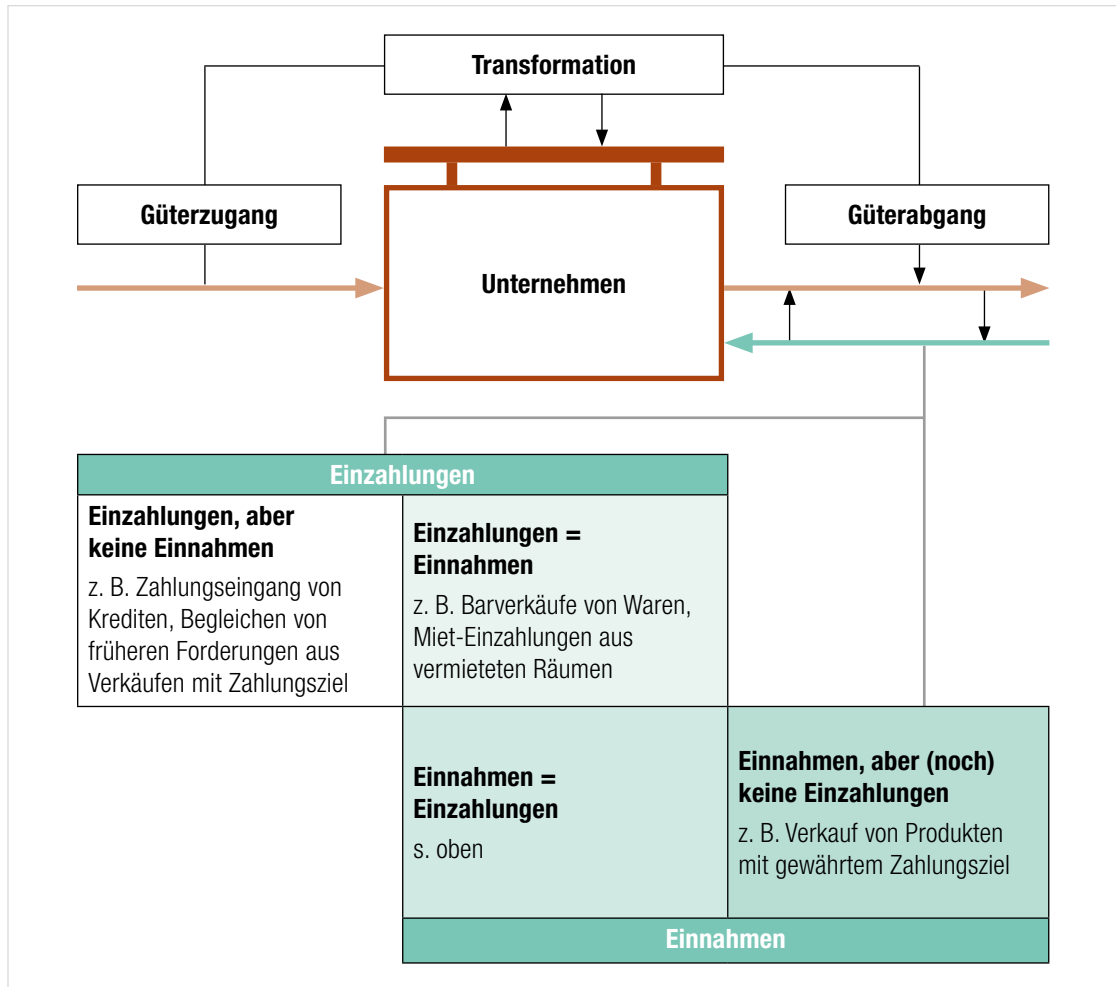 Transformation
Güterzugang
Güterabgang
Unternehmen
Einzahlungen
Einzahlungen, aber
keine Einnahmen
z. B. Zahlungseingang von
Krediten, Begleichen von
früheren Forderungen aus
Verkäufen mit Zahlungsziel
Einzahlungen =
Einnahmen
z. B. Barverkäufe von Waren,
Miet-Einzahlungen aus
vermieteten Räumen
Einnahmen =
Einzahlungen
s. oben
Einnahmen, aber (noch)
keine Einzahlungen
z. B. Verkauf von Produkten
mit gewährtem Zahlungsziel
Einnahmen